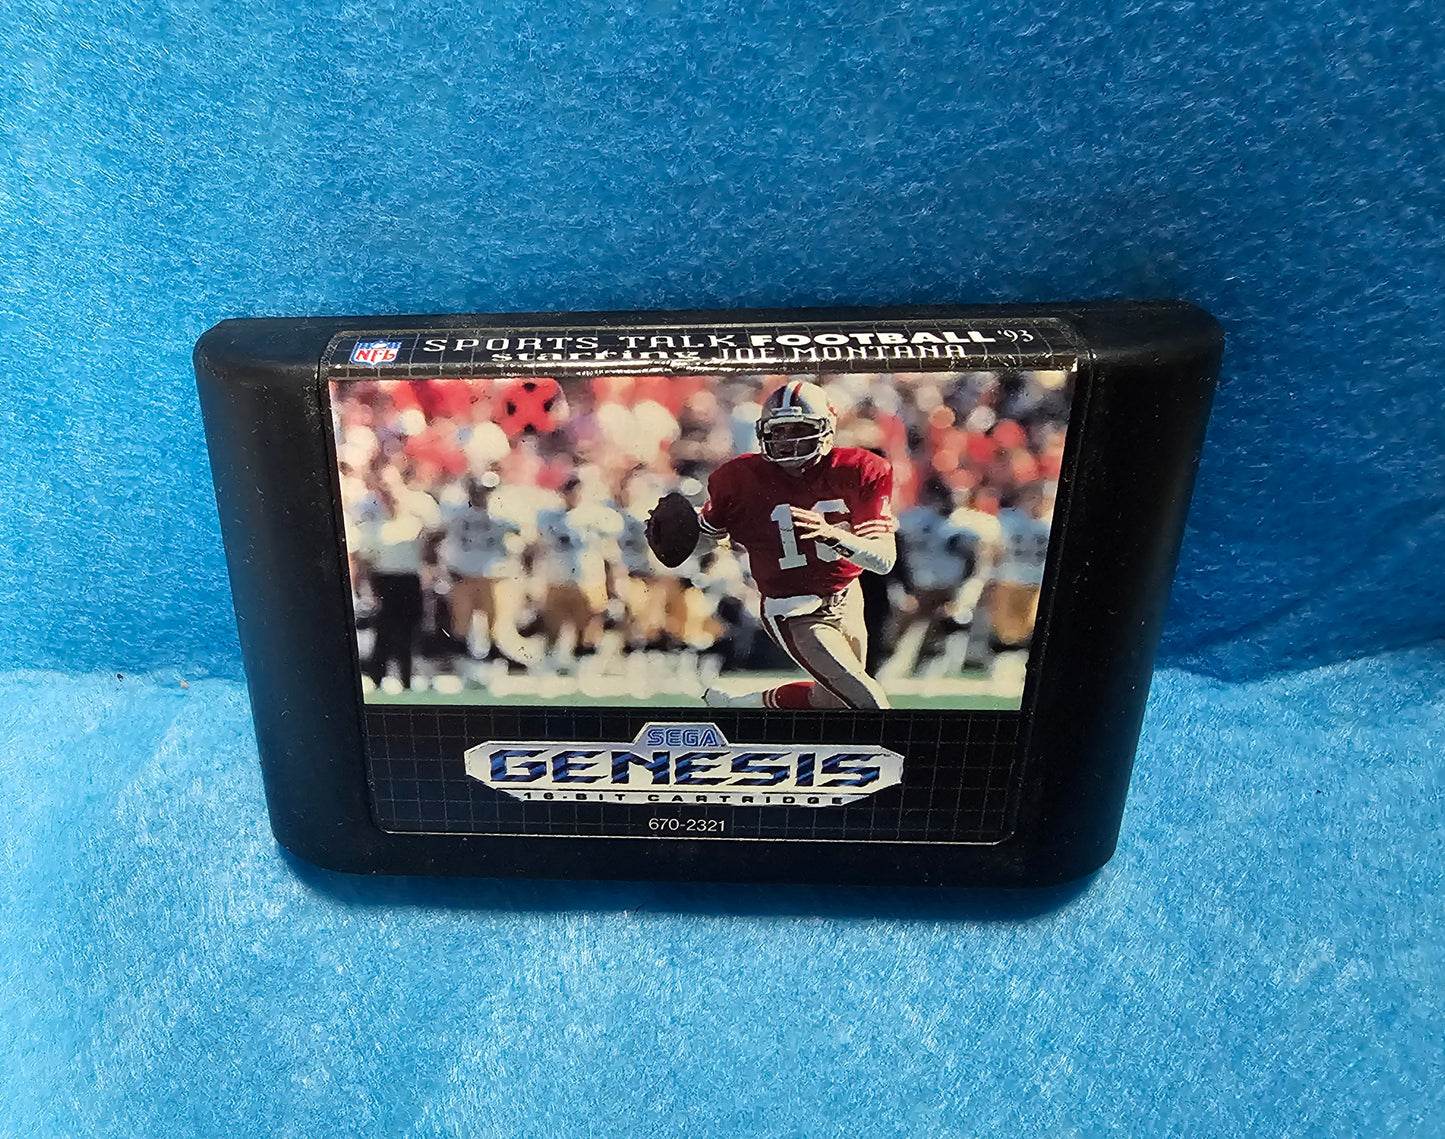 NFL
SPORTS TALK FOOTBALL '93
starring JOE MONTANA
16
SEGA
GENESIS
16-BIT CARTRIDGE
670-2321